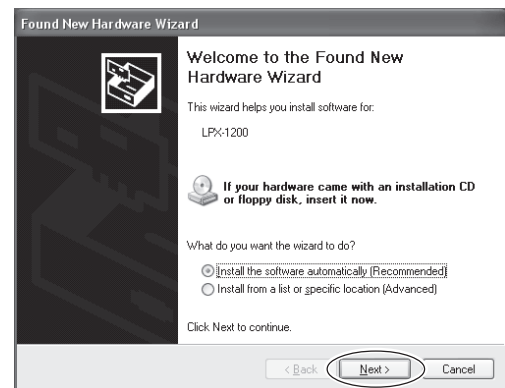 Found New Hardware Wizard
Welcome to the Found New
Hardware Wizard
This wizard helps you install software for:
LPX-1200
If your hardware came with an installation CD
or floppy disk, insert it now.
What do you want the wizard to do?
Install the software automatically (Recommended)
Install from a list or specific location (Advanced)
Click Next to continue.
< Back
Next >
Cancel